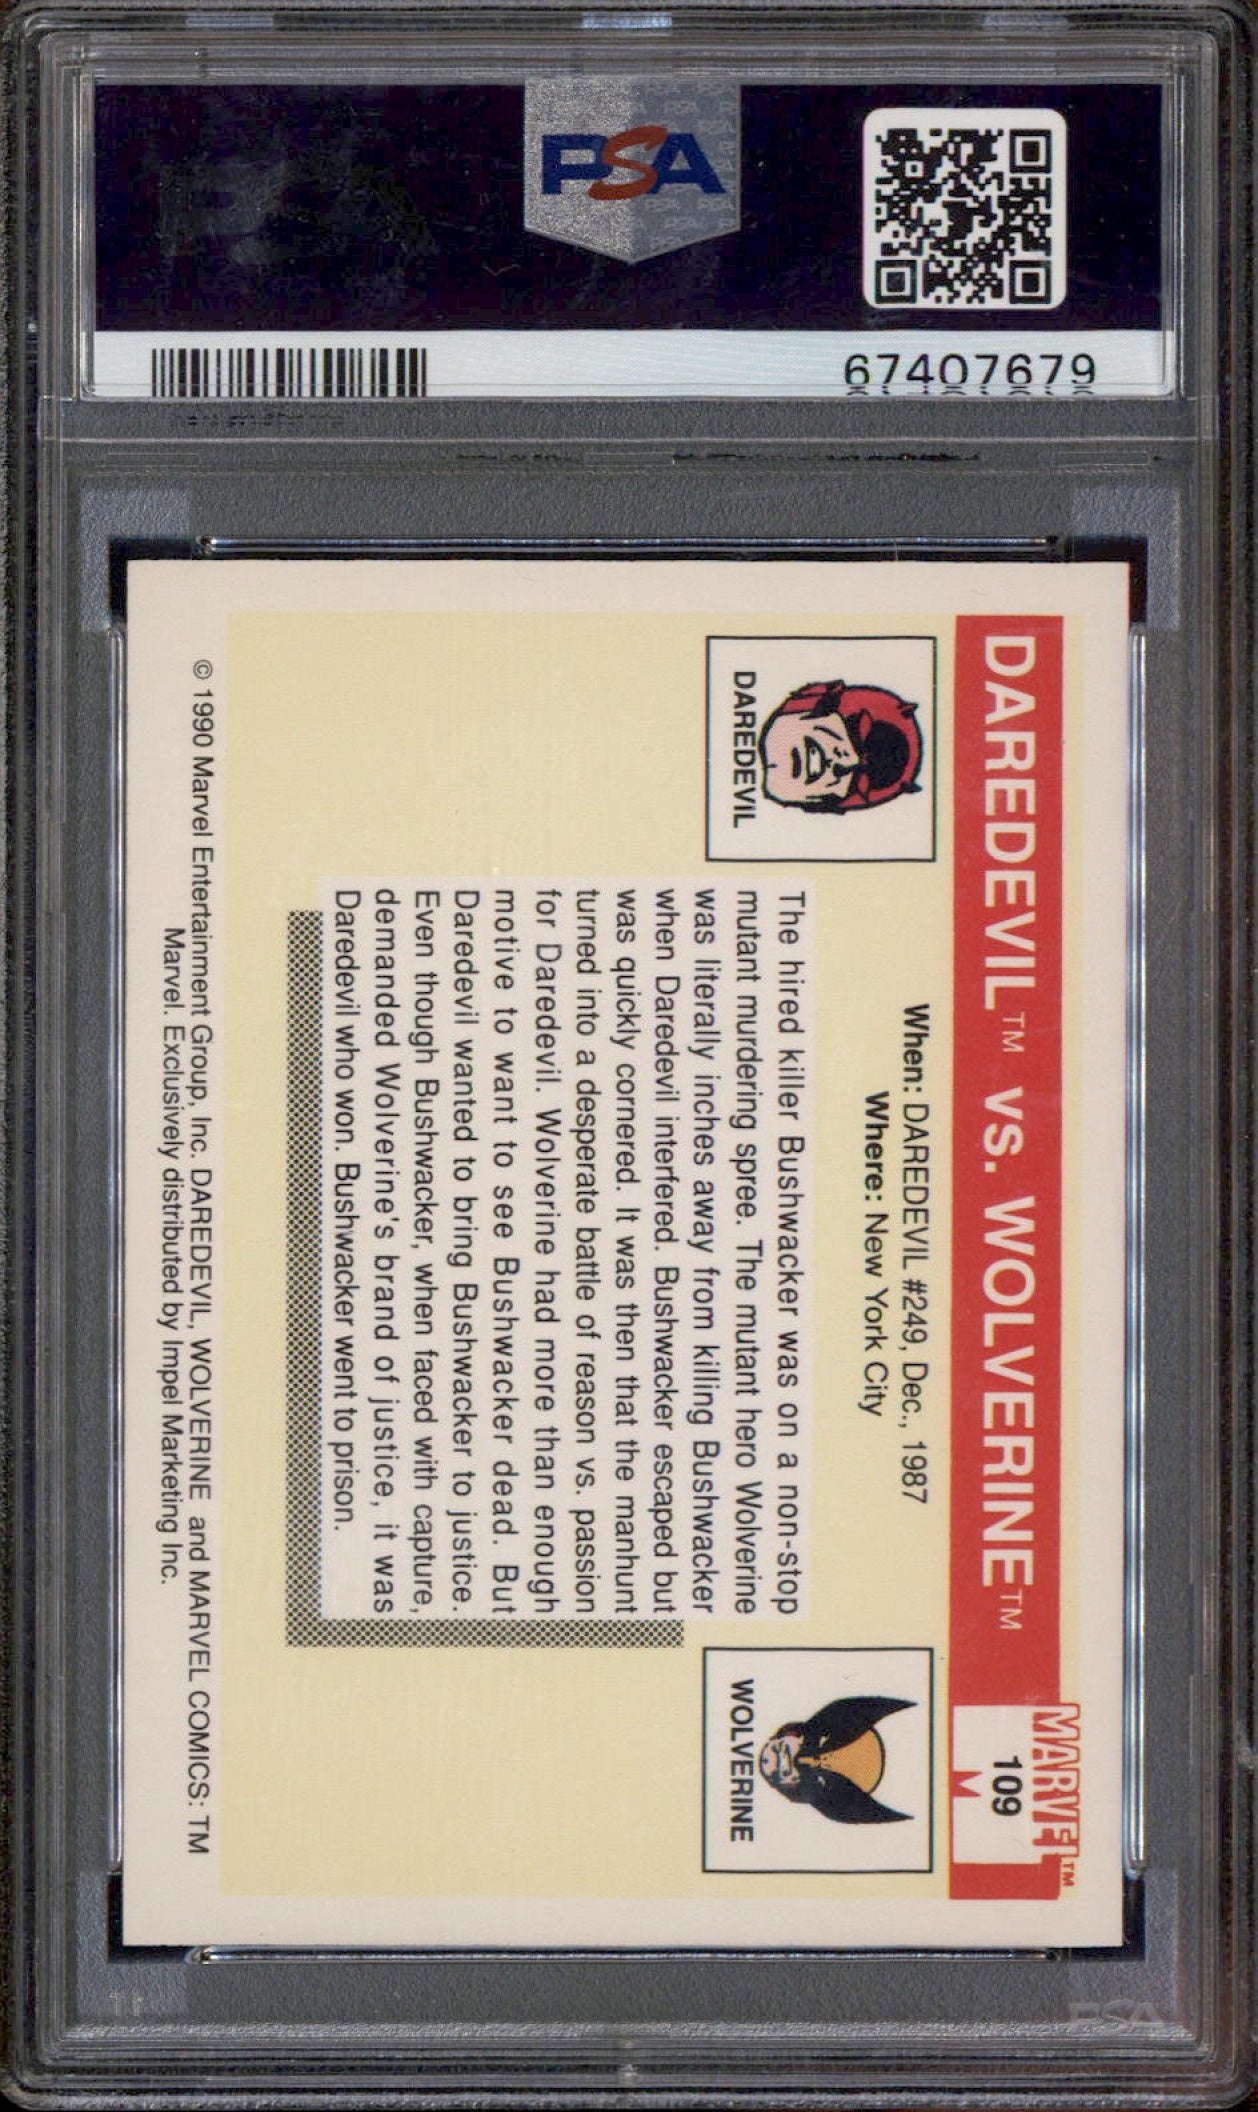 PSA
67407679
DAREDEVIL™ vs. WOLVERINE™
MARVEL™
109
When: DAREDEVIL #249, Dec., 1987
Where: New York City
DAREDEVIL
WOLVERINE
The hired killer Bushwacker was on a non-stop
mutant murdering spree. The mutant hero Wolverine
was literally inches away from killing Bushwacker
when Daredevil interfered. Bushwacker escaped but
was quickly cornered. It was then that the manhunt
turned into a desperate battle of reason vs. passion
for Daredevil. Wolverine had more than enough
motive to want to see Bushwacker dead. But
Daredevil wanted to bring Bushwacker to justice.
Even though Bushwacker, when faced with capture,
demanded Wolverine's brand of justice, it was
Daredevil who won. Bushwacker went to prison.
© 1990 Marvel Entertainment Group, Inc. DAREDEVIL, WOLVERINE and MARVEL COMICS: TM
Marvel. Exclusively distributed by Impel Marketing Inc.
PSA